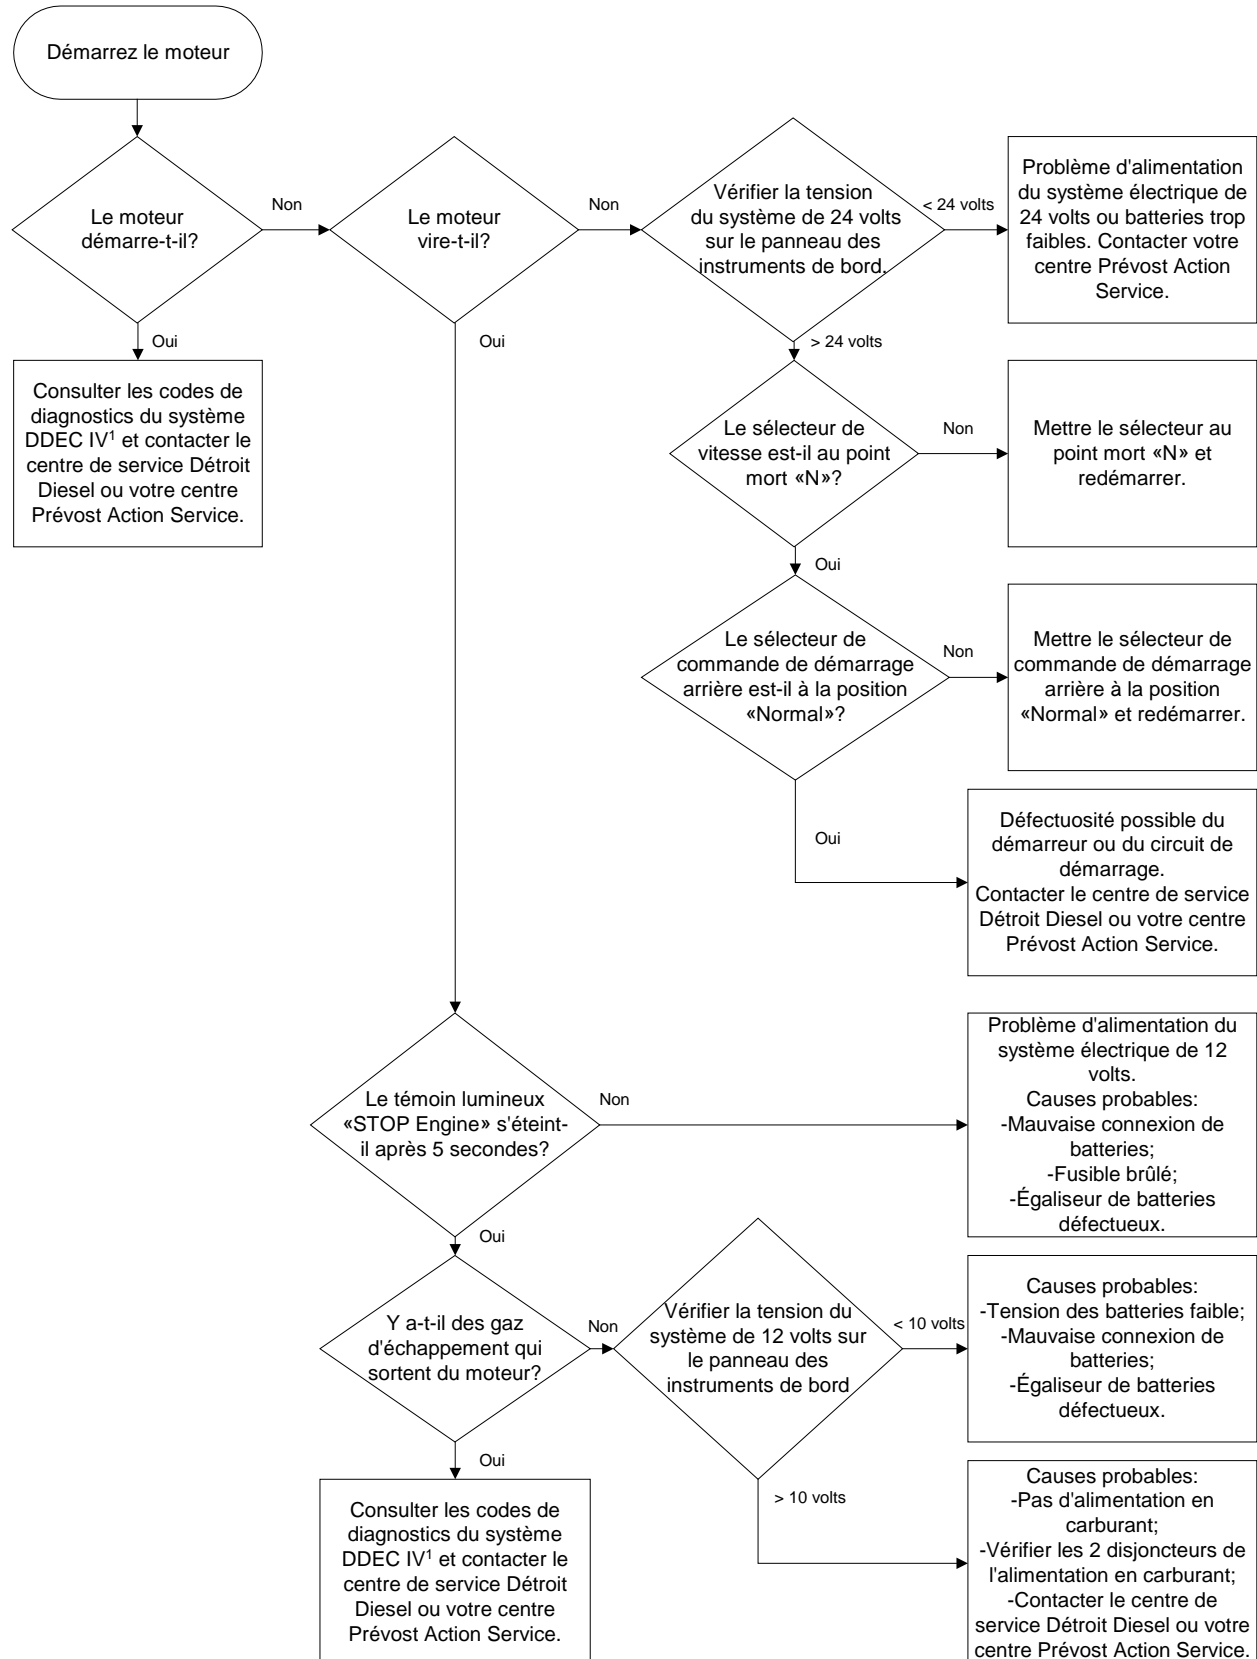 Démarrez le moteur
Le moteur
démarre-t-il?
Non
Le moteur
vire-t-il?
Non
Vérifier la tension
du système de 24 volts
sur le panneau des
instruments de bord.
< 24 volts
Problème d'alimentation
du système électrique de
24 volts ou batteries trop
faibles. Contacter votre
centre Prévost Action
Service.
Oui
Oui
> 24 volts
Consulter les codes de
diagnostics du système
DDEC IV¹ et contacter le
centre de service Détroit
Diesel ou votre centre
Prévost Action Service.
Le sélecteur de
vitesse est-il au point
mort «N»?
Non
Mettre le sélecteur au
point mort «N» et
redémarrer.
Oui
Le sélecteur de
commande de démarrage
arrière est-il à la position
«Normal»?
Non
Mettre le sélecteur de
commande de démarrage
arrière à la position
«Normal» et redémarrer.
Oui
Défectuosité possible du
démarreur ou du circuit de
démarrage.
Contacter le centre de service
Détroit Diesel ou votre centre
Prévost Action Service.
Le témoin lumineux
«STOP Engine» s'éteint-
il après 5 secondes?
Non
Problème d'alimentation du
système électrique de 12
volts.
Causes probables:
-Mauvaise connexion de
batteries;
-Fusible brûlé;
-Égaliseur de batteries
défectueux.
Oui
Y a-t-il des gaz
d'échappement qui
sortent du moteur?
Non
Vérifier la tension du
système de 12 volts sur
le panneau des
instruments de bord
< 10 volts
Causes probables:
-Tension des batteries faible;
-Mauvaise connexion de
batteries;
-Égaliseur de batteries
défectueux.
Oui
> 10 volts
Consulter les codes de
diagnostics du système
DDEC IV¹ et contacter le
centre de service Détroit
Diesel ou votre centre
Prévost Action Service.
Causes probables:
-Pas d'alimentation en
carburant;
-Vérifier les 2 disjoncteurs de
l'alimentation en carburant;
-Contacter le centre de
service Détroit Diesel ou votre
centre Prévost Action Service.